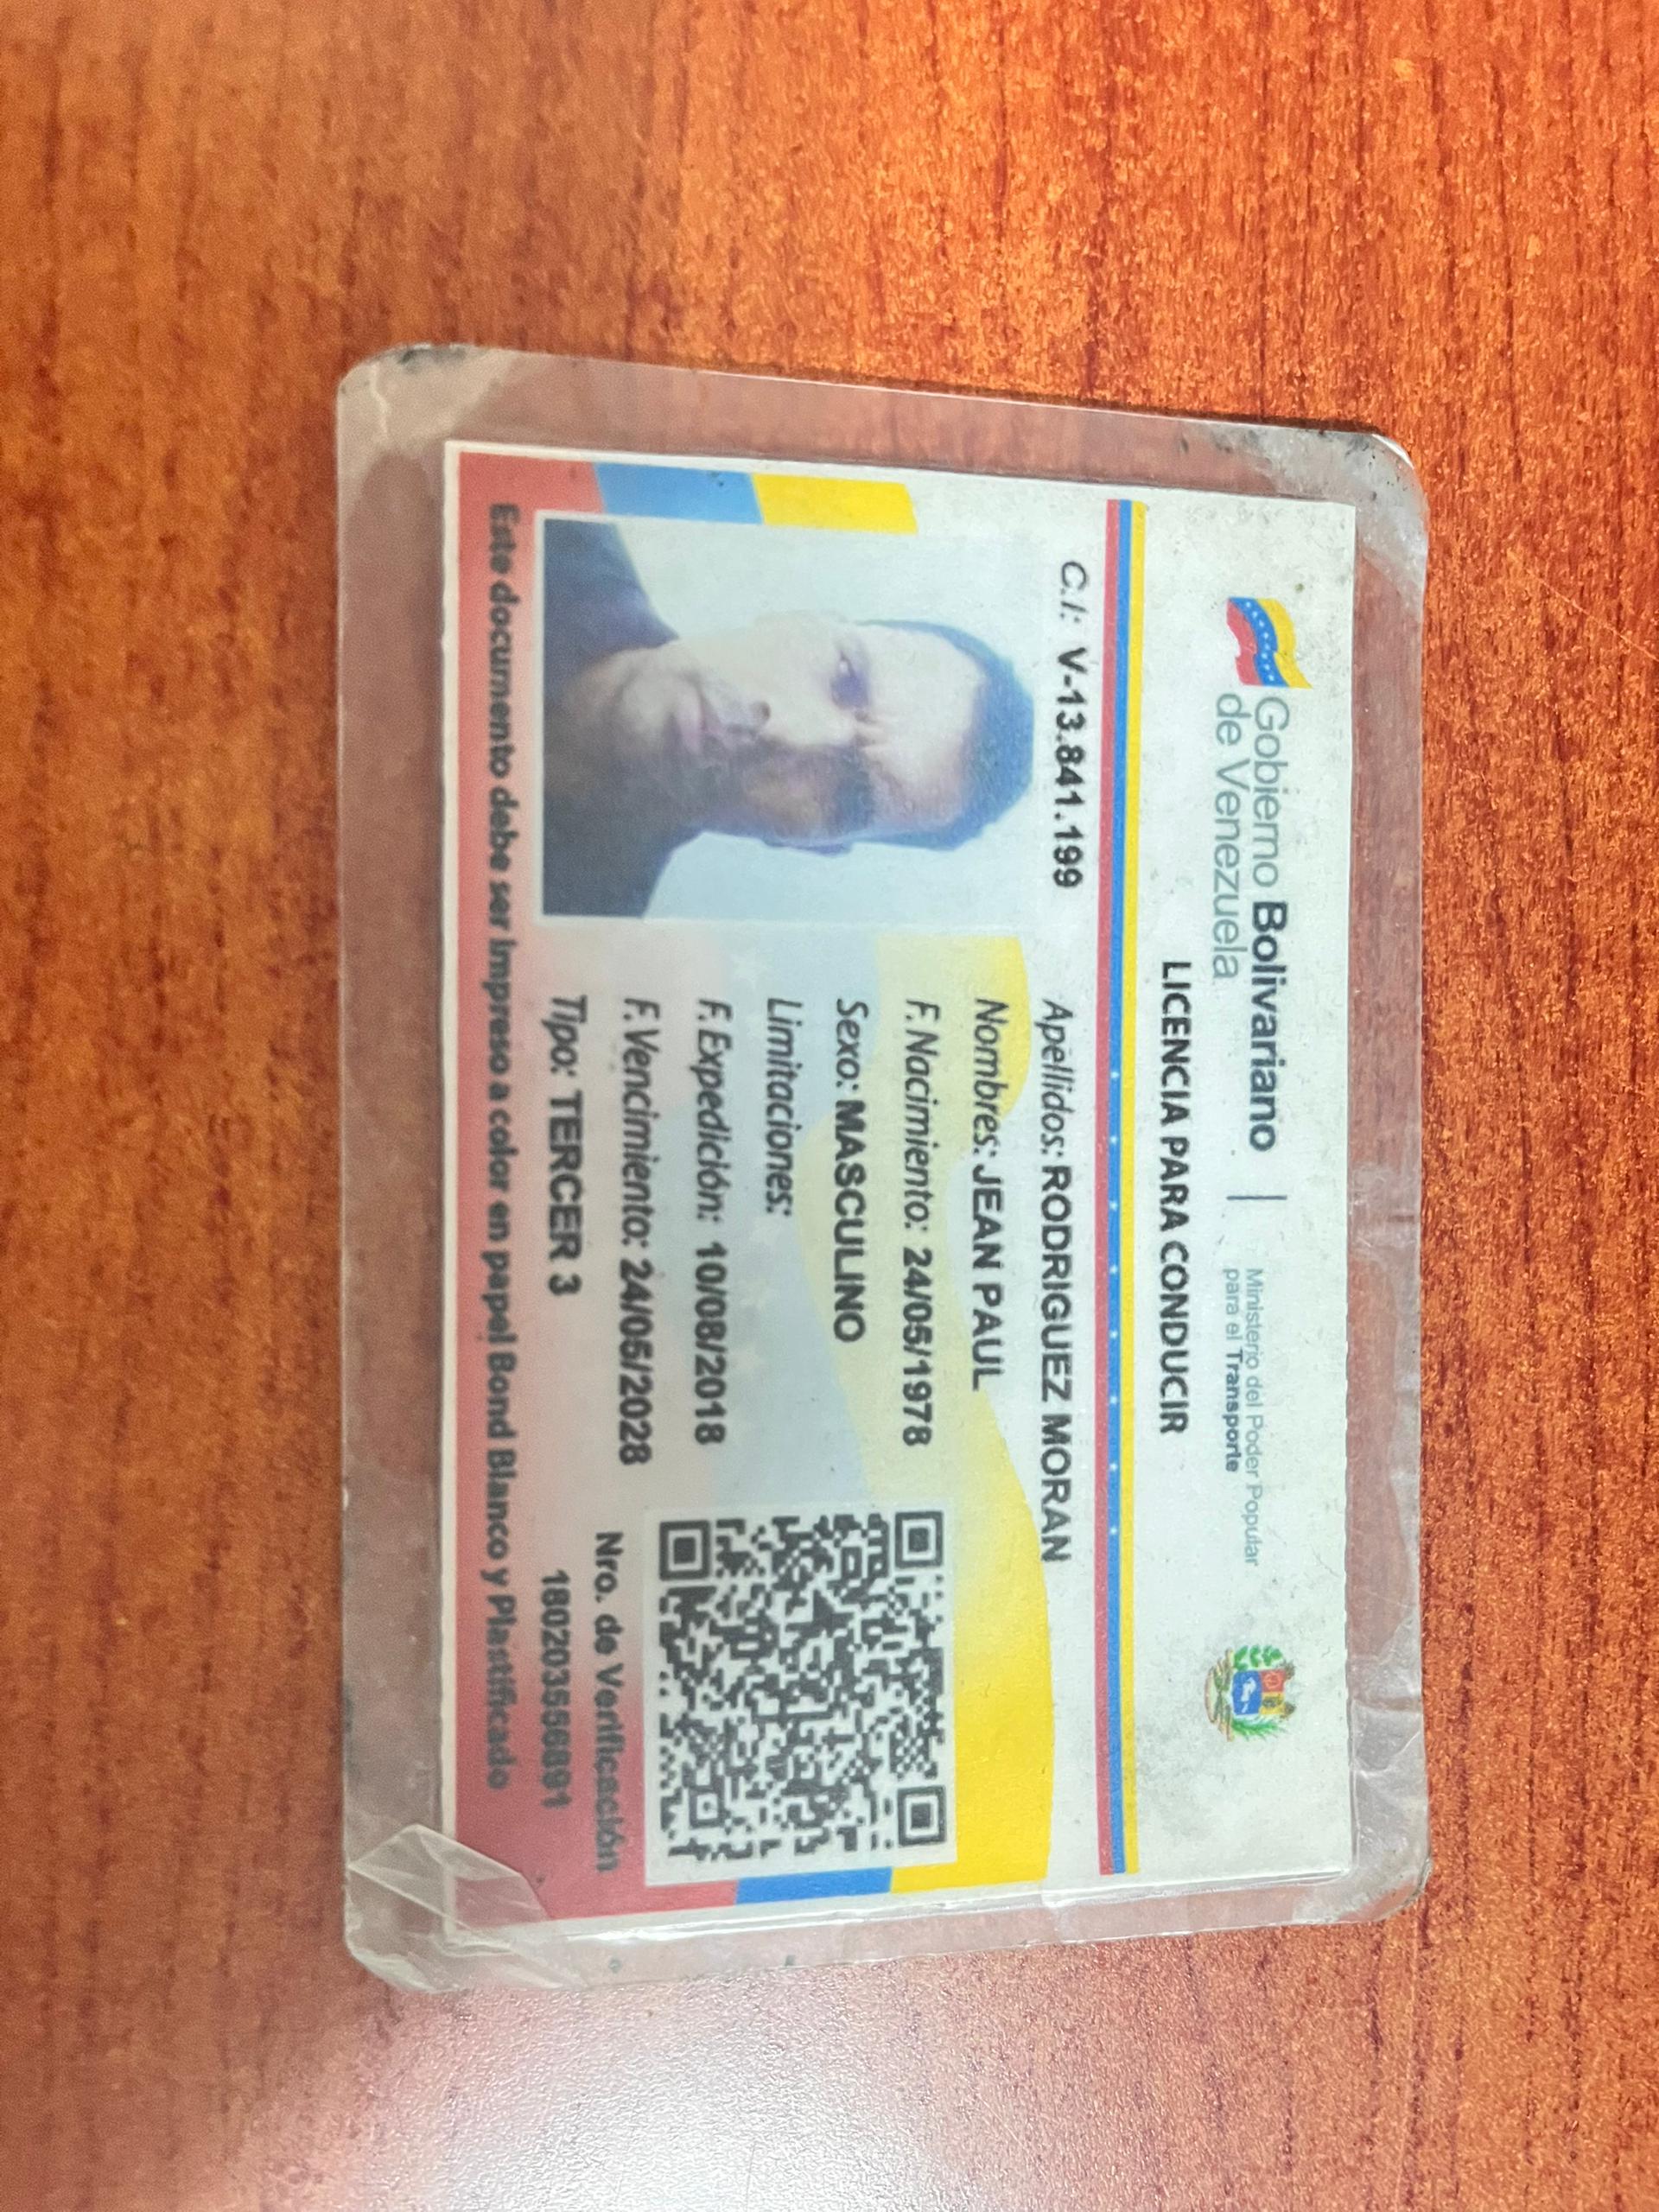 Gobierno Bolivariano
de Venezuela
Ministerio del Poder Popular
para el Transporte
LICENCIA PARA CONDUCIR
C.I: V-13.841.199
Apellidos: RODRIGUEZ MORAN
Nombres: JEAN PAUL
F.Nacimiento: 24/05/1978
Sexo: MASCULINO
Limitaciones:
F.Expedición: 10/08/2018
F.Vencimiento: 24/05/2028
Tipo: TERCER 3
Nro. de Verificación
180203556891
Este documento debe ser impreso a color en papel Bond Blanco y Plastificado